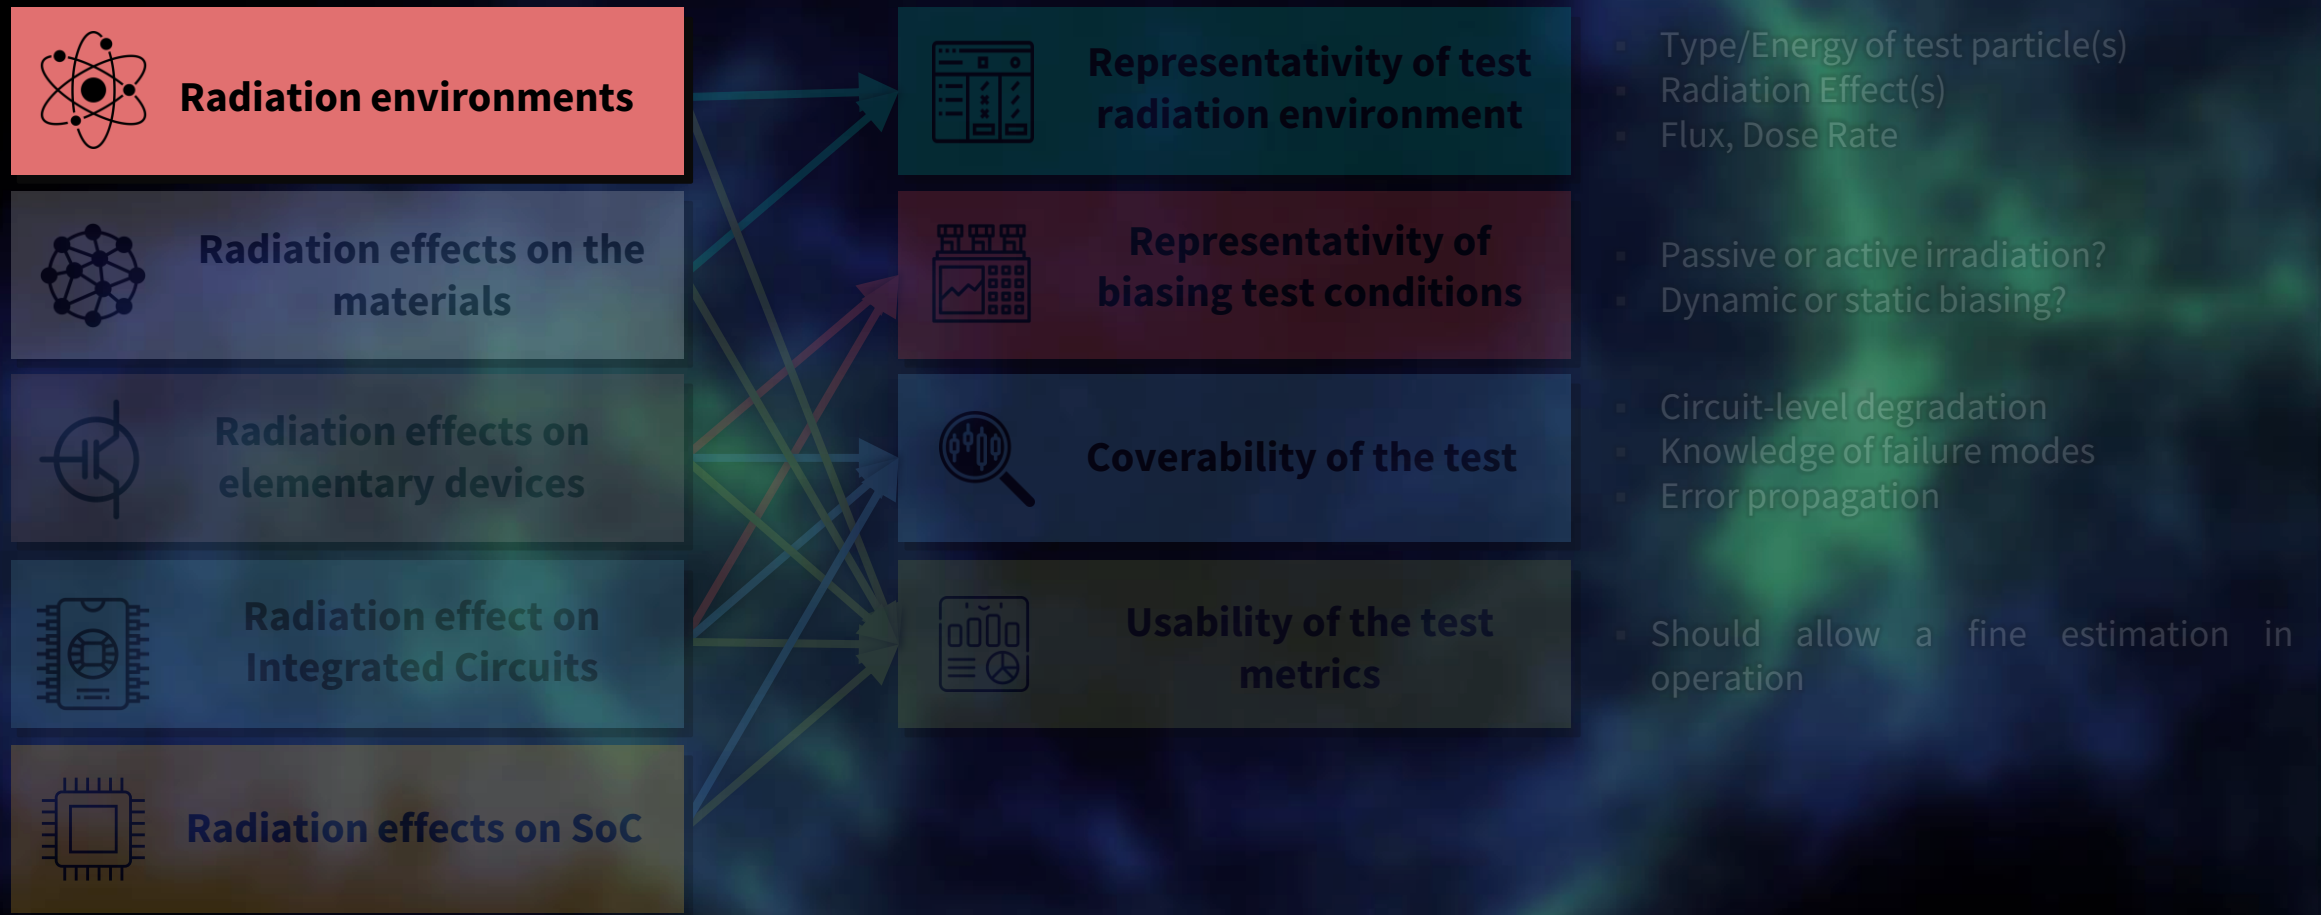 Radiation environments
Radiation effects on the
materials
Radiation effects on
elementary devices
Radiation effect on
Integrated Circuits
Radiation effects on SoC
Representativity of test
radiation environment
Representativity of
biasing test conditions
Coverability of the test
Usability of the test
metrics
Type/Energy of test particle(s)
Radiation Effect(s)
Flux, Dose Rate
Passive or active irradiation?
Dynamic or static biasing?
Circuit-level degradation
Knowledge of failure modes
Error propagation
Should allow a fine estimation in
operation